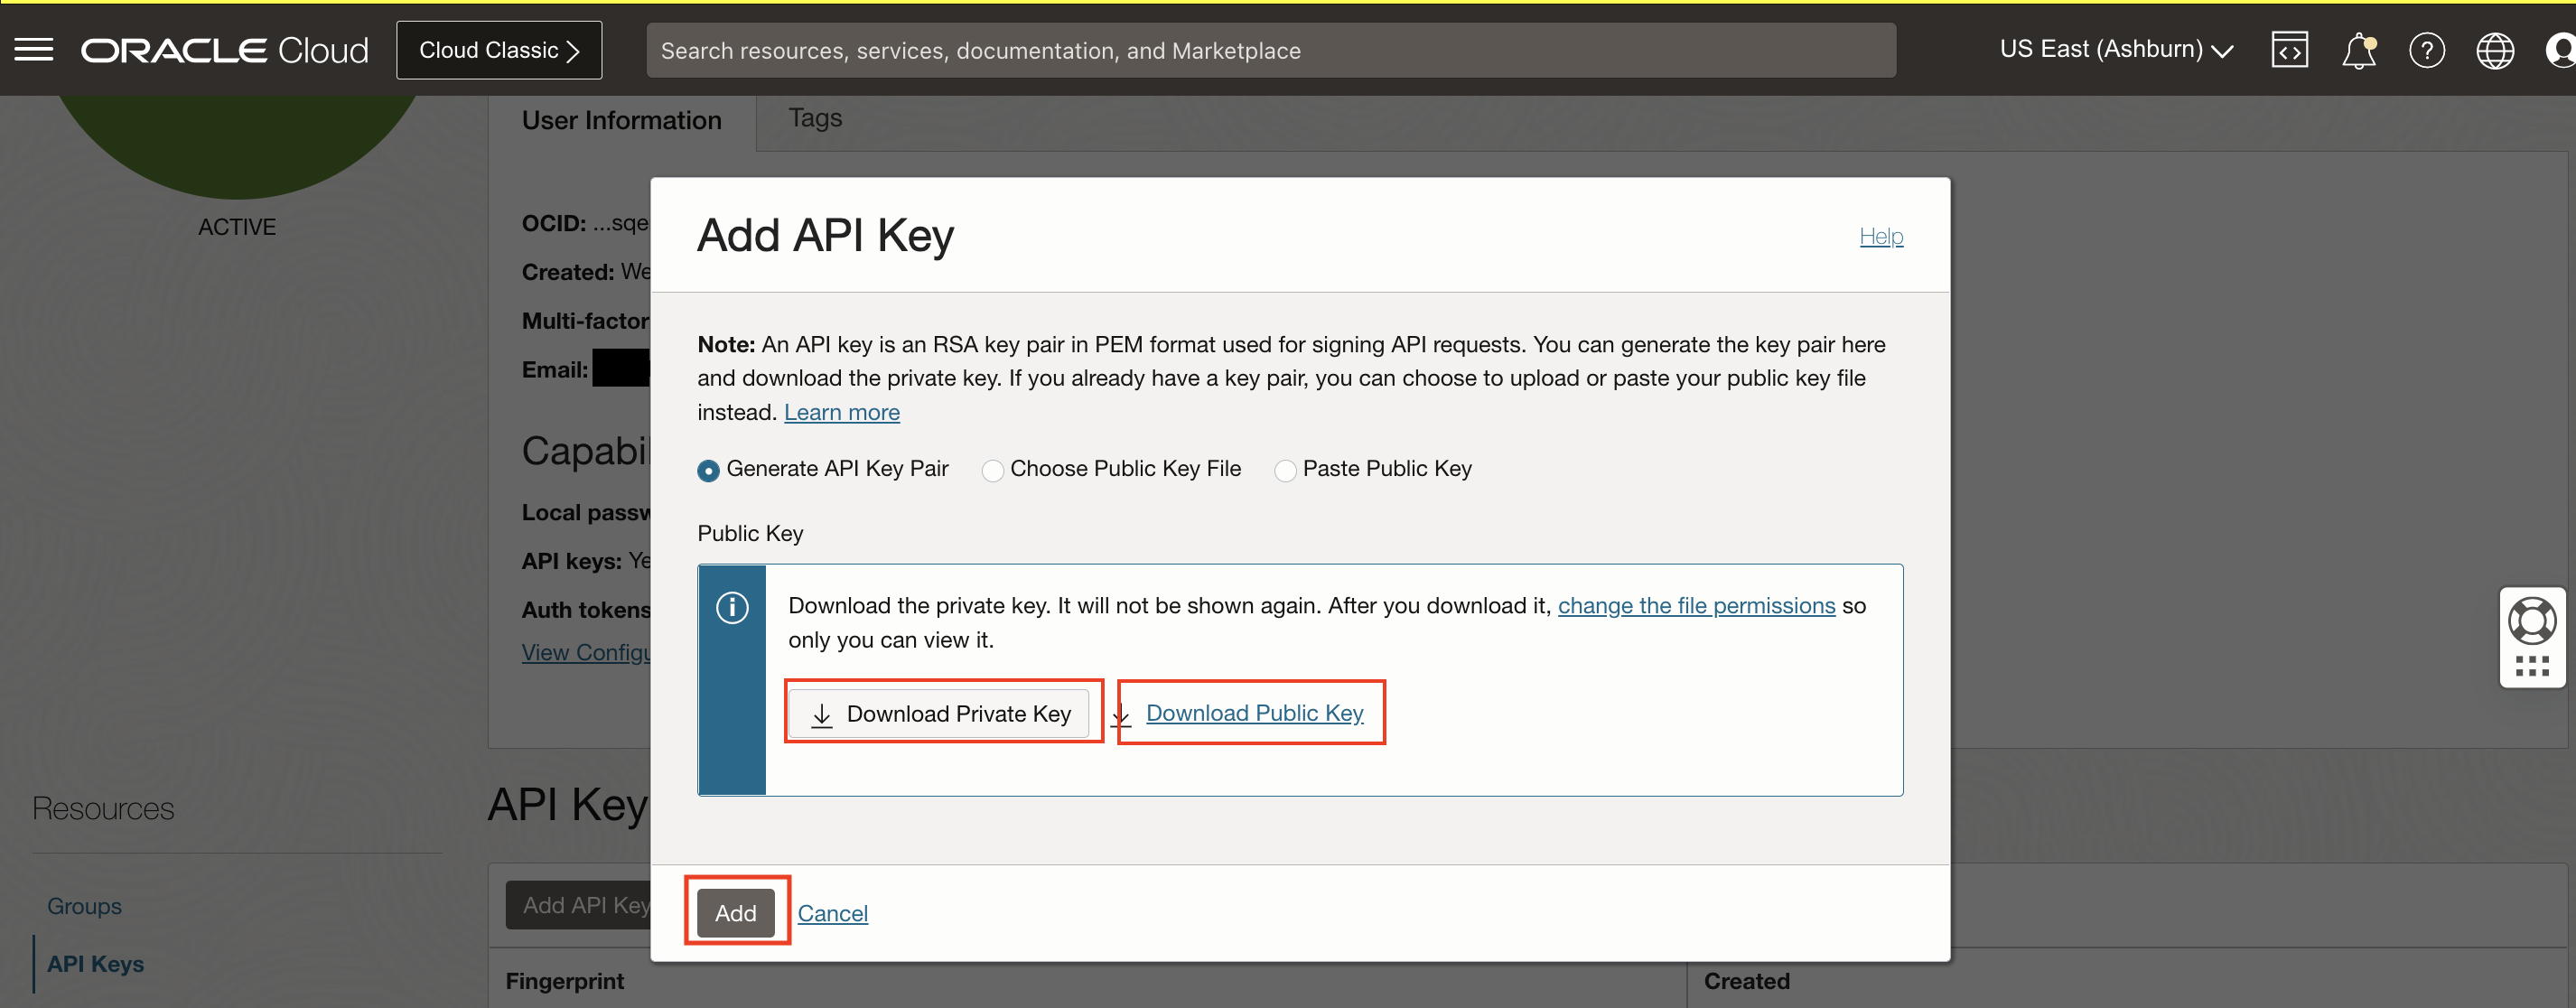 ORACLE Cloud
Cloud Classic
Search resources, services, documentation, and Marketplace
US East (Ashburn)
ACTIVE
User Information
Tags
OCID: ...sqe
Created: We
Multi-factor
Email:
Capabil
Local passw
API keys: Ye
Auth tokens
View Configu
Add API Key
Help
Note: An API key is an RSA key pair in PEM format used for signing API requests. You can generate the key pair here
and download the private key. If you already have a key pair, you can choose to upload or paste your public key file
instead. Learn more
Generate API Key Pair
Choose Public Key File
Paste Public Key
Public Key
Download the private key. It will not be shown again. After you download it, change the file permissions so
only you can view it.
Download Private Key
Download Public Key
Add
Cancel
Resources
Groups
API Keys
API Key
Add API Key
Fingerprint
Created